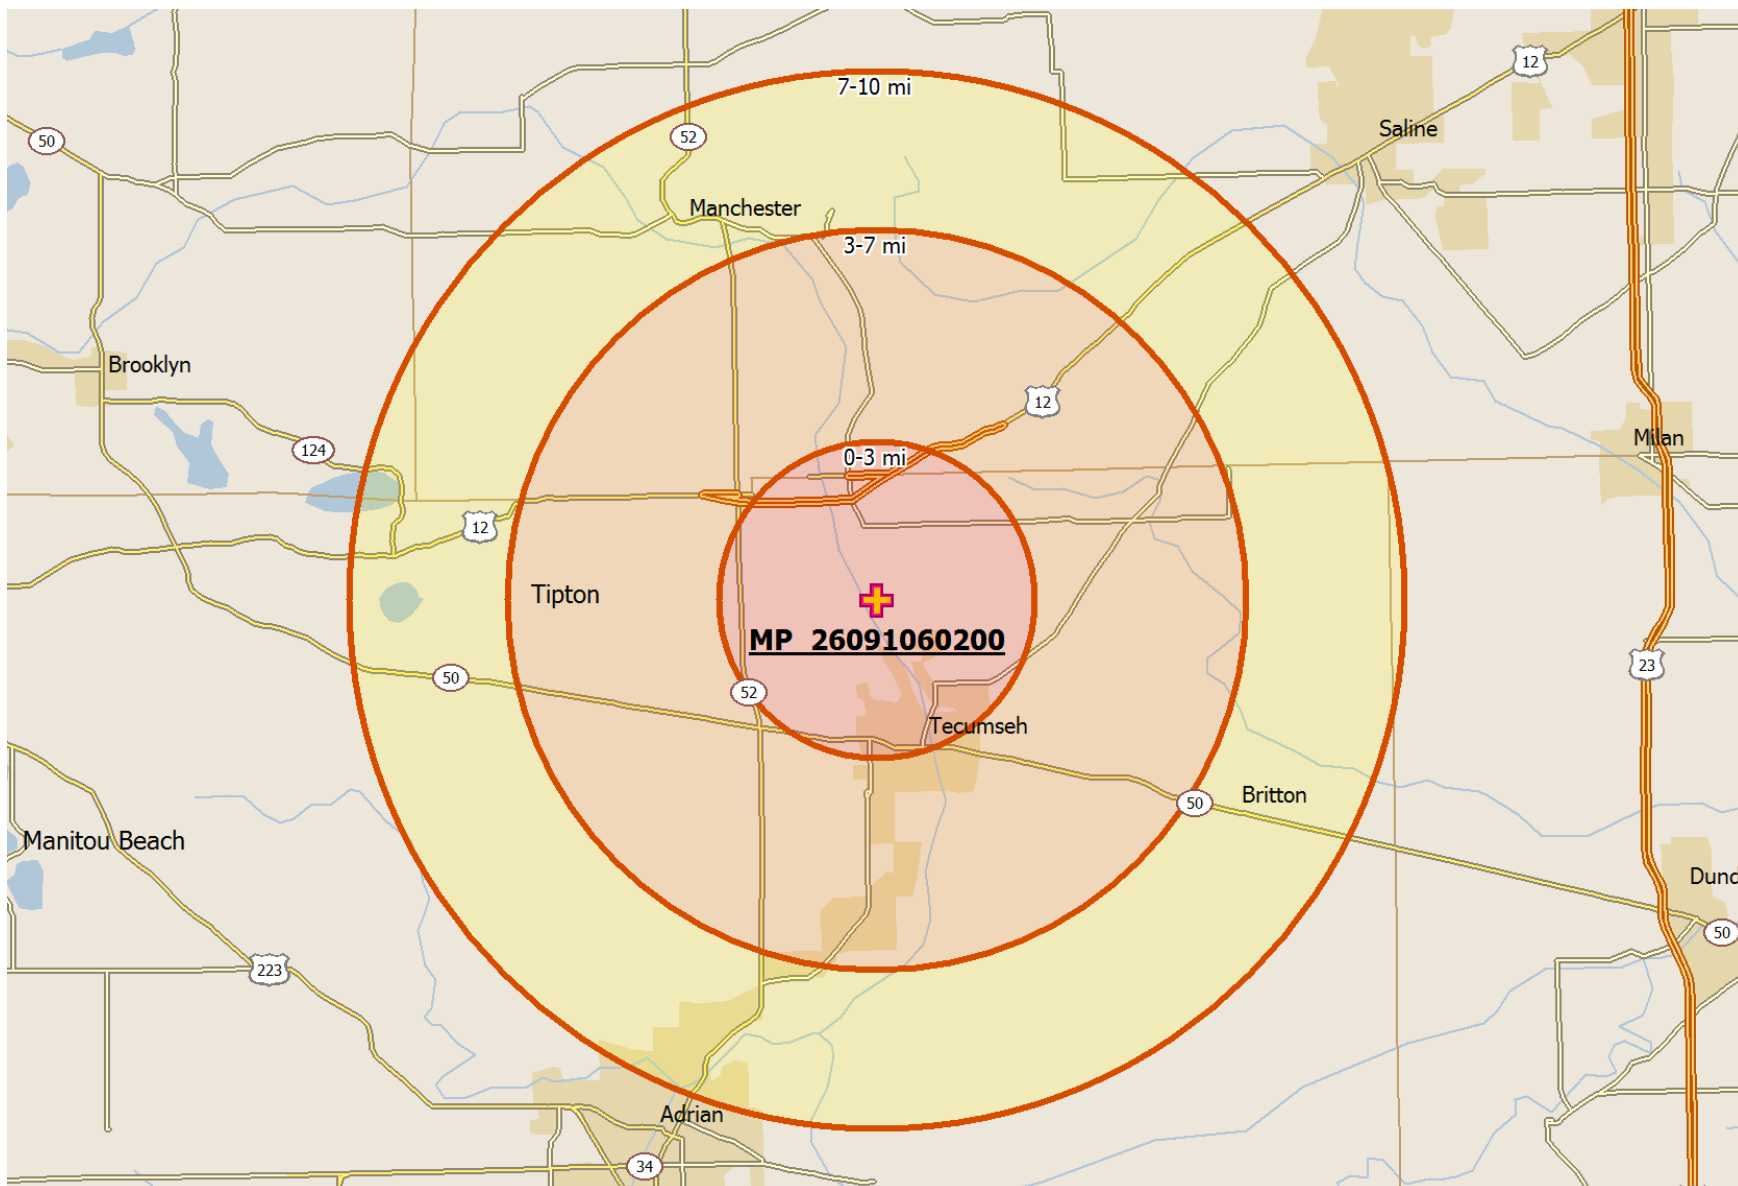 12
7-10 mi
Saline
52
50
Manchester
3-7 mi
Brooklyn
12
Milan
124
0-3 mi
12
Tipton
MP 26091060200
23
50
52
Tecumseh
Britton
50
Manitou Beach
Dund
50
223
Adrian
34